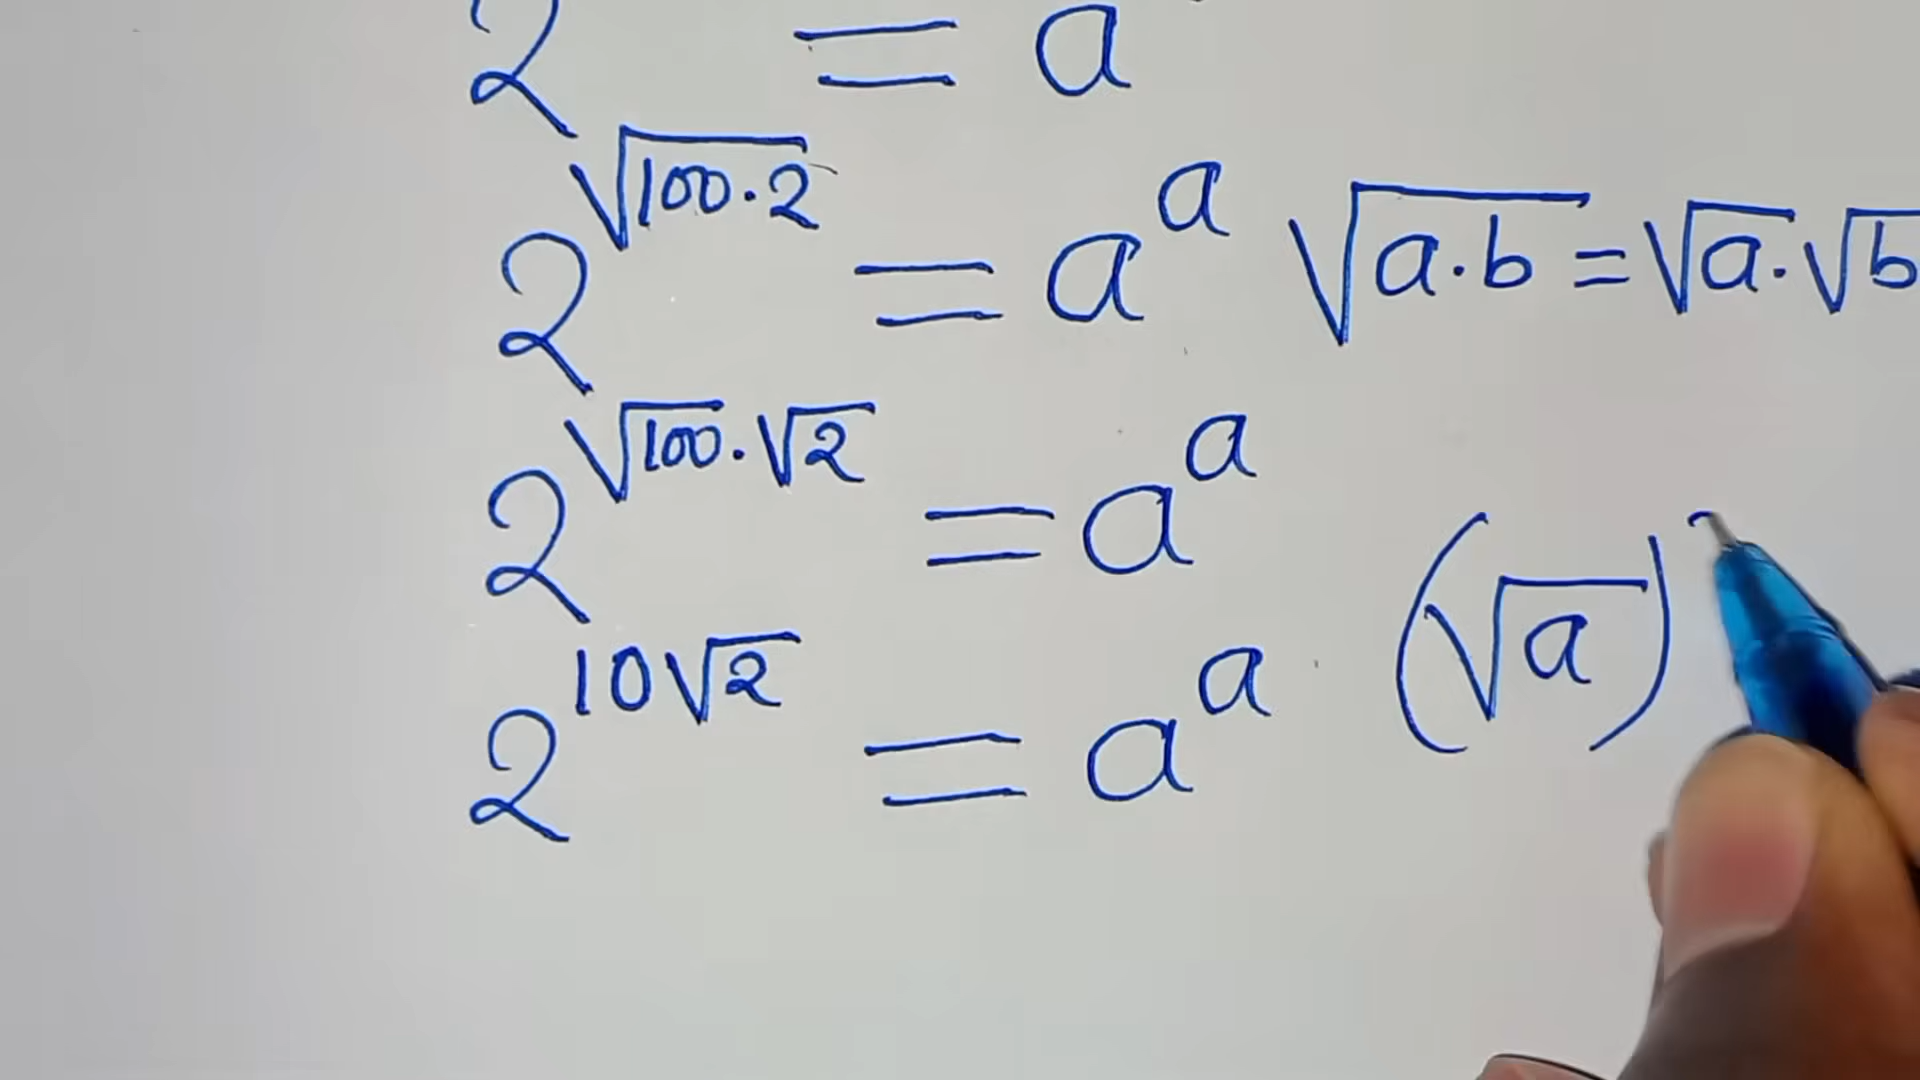 2 = a
2^√(100·2) = a^a √(a·b) = √a·√b
2^(√100·√2) = a^a
2^(10√2) = a^a (√a)